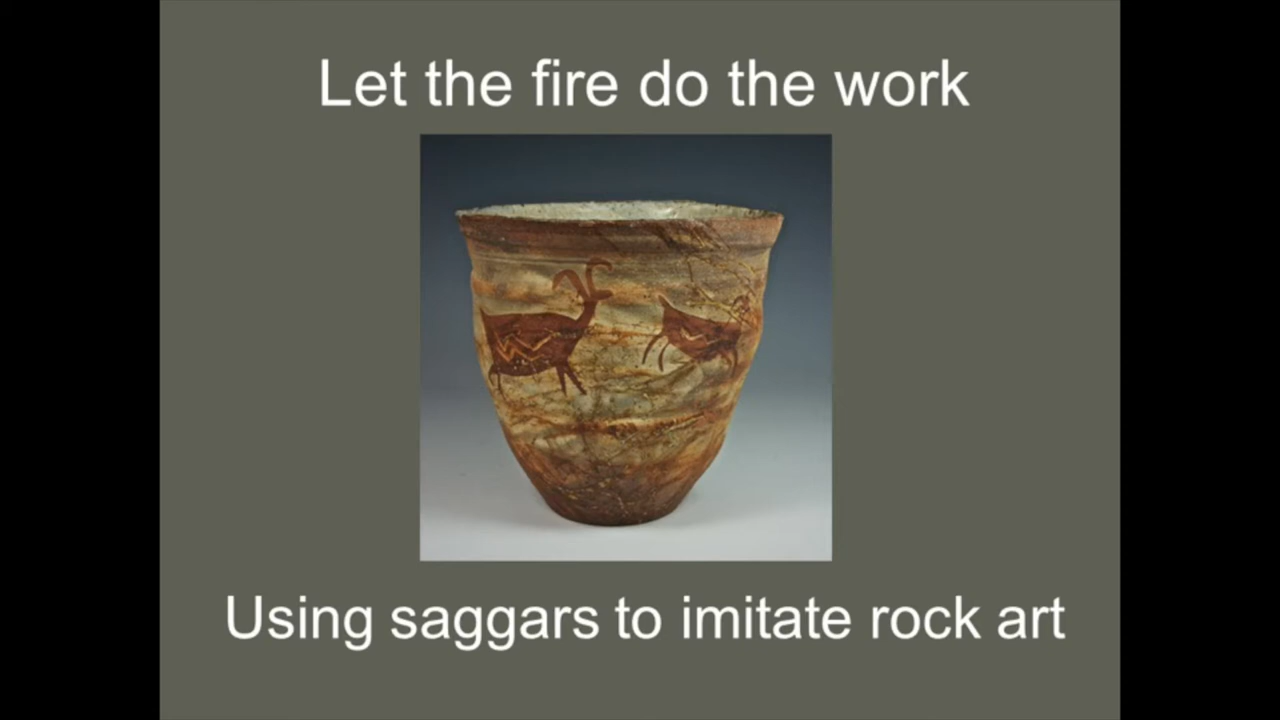 Let the fire do the work
Using saggars to imitate rock art